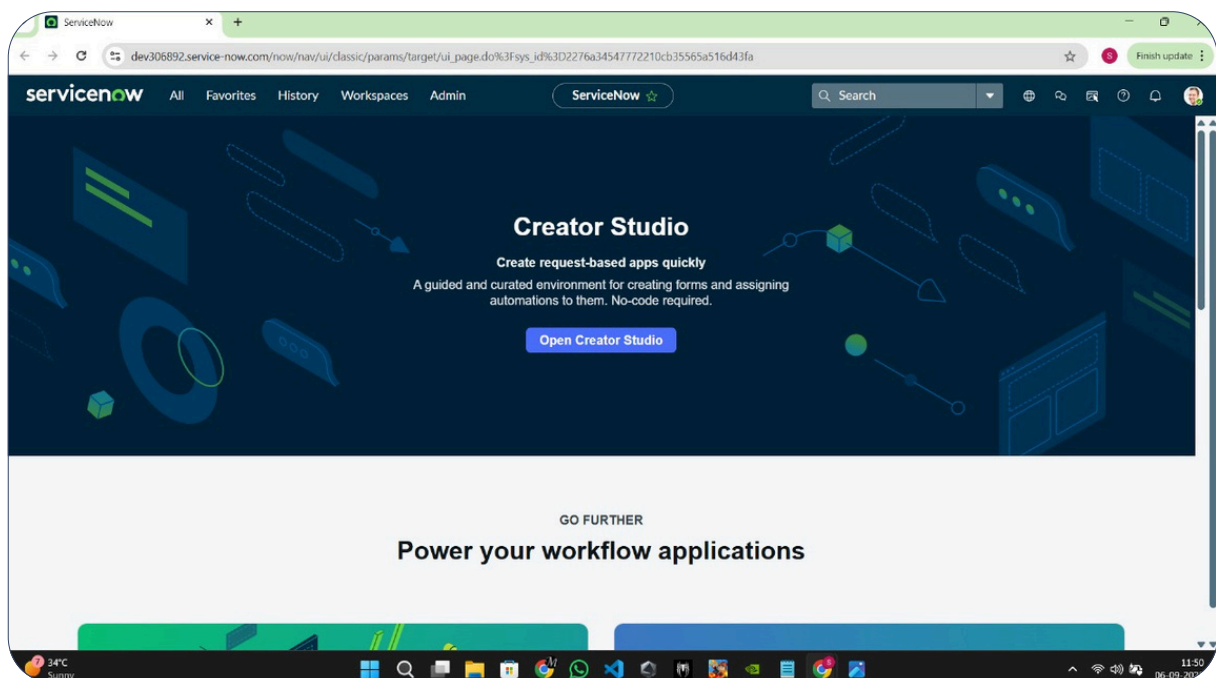 ServiceNow
dev306892.service-now.com/now/nav/ui/classic/params/target/ui_page.do%3Fsys_id%3D2276a34547772210cb35565a516d43fa
S
Finish update
servicenow All Favorites History Workspaces Admin
ServiceNow
Search
Creator Studio
Create request-based apps quickly
A guided and curated environment for creating forms and assigning
automations to them. No-code required.
Open Creator Studio
GO FURTHER
Power your workflow applications
7
34°C
Sunny
11:50